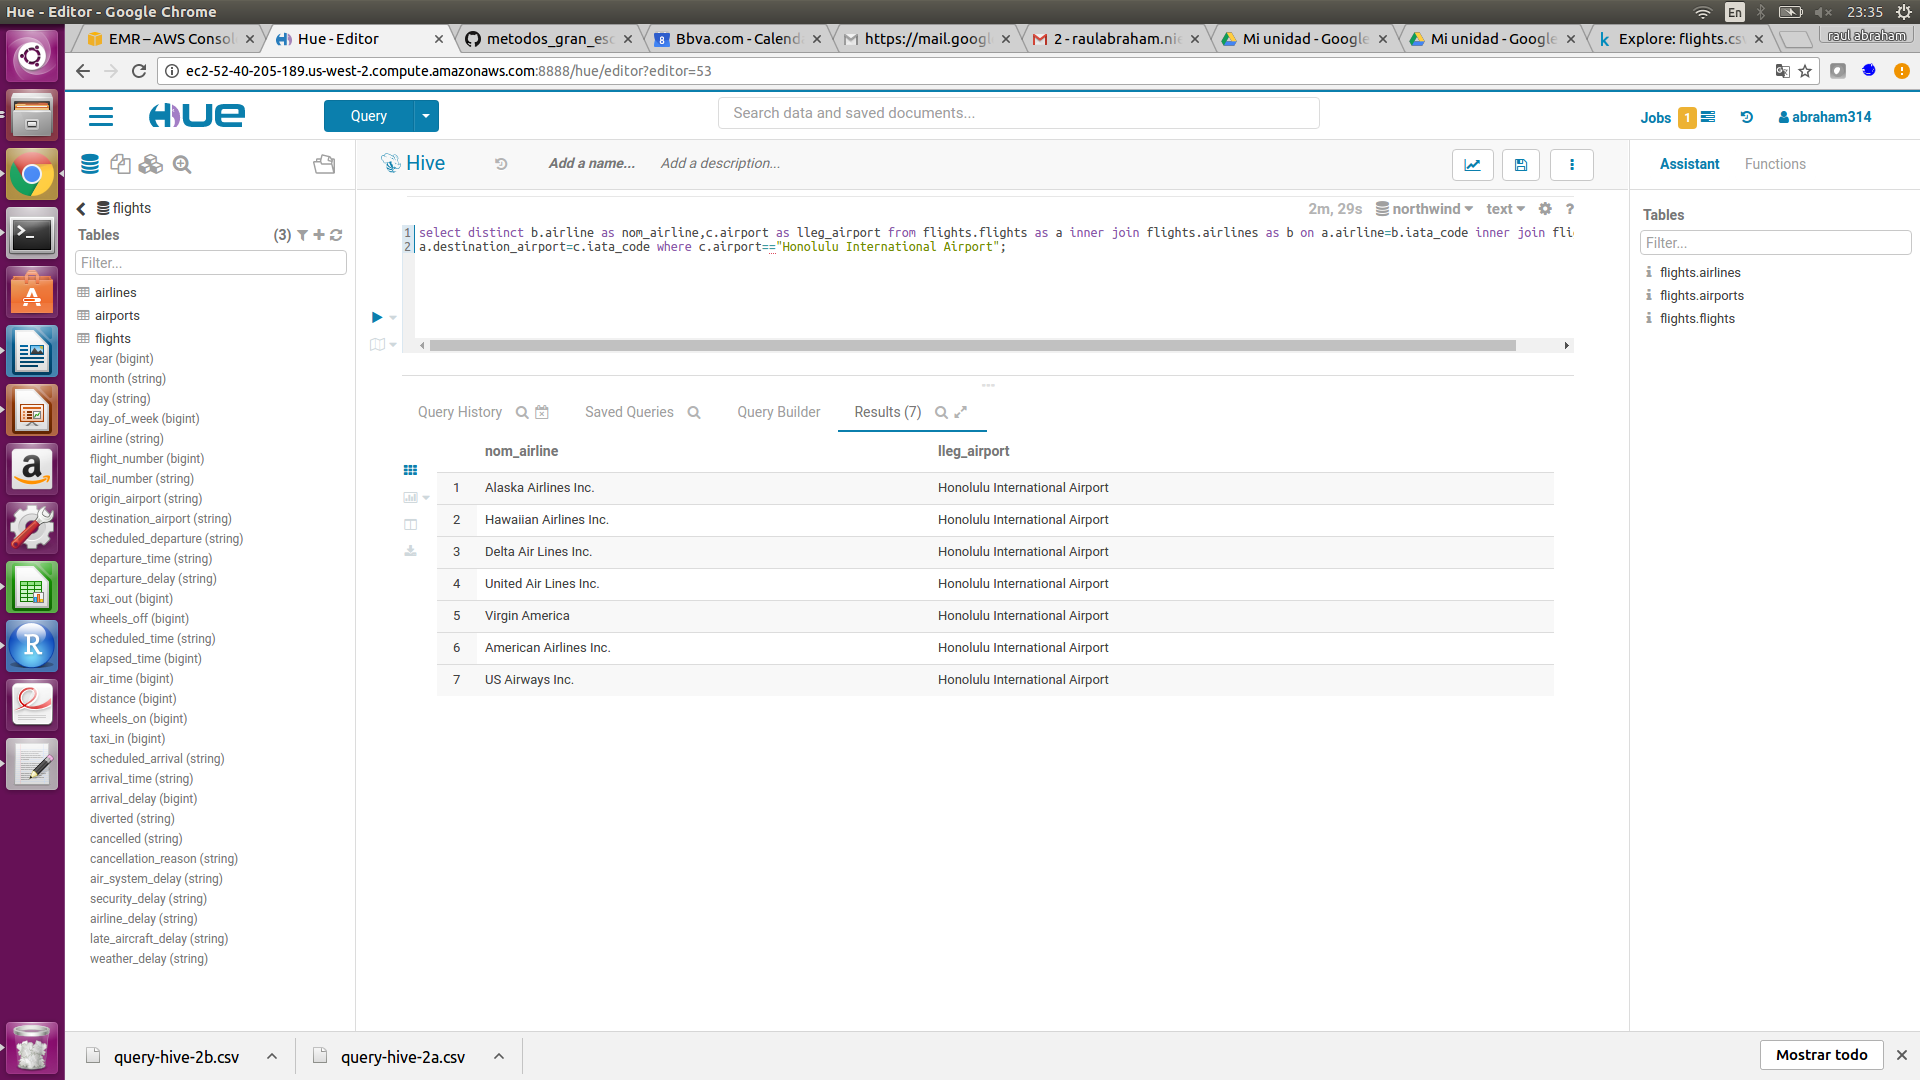 Hue - Editor - Google Chrome
En
23:35
EMR – AWS Consol
Hue - Editor
metodos_gran_esc
Bbva.com - Calend
https://mail.googl
2 - raulabraham.nie
Mi unidad - Google
Mi unidad - Google
Explore: flights.csv
raul abraham
ec2-52-40-205-189.us-west-2.compute.amazonaws.com:8888/hue/editor?editor=53
HUE
Query
Search data and saved documents...
Jobs 1
abraham314
Hive
Add a name...
Add a description...
Assistant
Functions
flights
Tables
(3)
Filter...
airlines
airports
flights
year (bigint)
month (string)
day (string)
day_of_week (bigint)
airline (string)
flight_number (bigint)
tail_number (string)
origin_airport (string)
destination_airport (string)
scheduled_departure (string)
departure_time (string)
departure_delay (string)
taxi_out (bigint)
wheels_off (bigint)
scheduled_time (string)
elapsed_time (bigint)
air_time (bigint)
distance (bigint)
wheels_on (bigint)
taxi_in (bigint)
scheduled_arrival (string)
arrival_time (string)
arrival_delay (bigint)
diverted (string)
cancelled (string)
cancellation_reason (string)
air_system_delay (string)
security_delay (string)
airline_delay (string)
late_aircraft_delay (string)
weather_delay (string)
2m, 29s
northwind
text
?
1 select distinct b.airline as nom_airline,c.airport as lleg_airport from flights.flights as a inner join flights.airlines as b on a.airline=b.iata_code inner join fli
2 a.destination_airport=c.iata_code where c.airport=="Honolulu International Airport";
Query History
Saved Queries
Query Builder
Results (7)
nom_airline lleg_airport
1 Alaska Airlines Inc. Honolulu International Airport
2 Hawaiian Airlines Inc. Honolulu International Airport
3 Delta Air Lines Inc. Honolulu International Airport
4 United Air Lines Inc. Honolulu International Airport
5 Virgin America Honolulu International Airport
6 American Airlines Inc. Honolulu International Airport
7 US Airways Inc. Honolulu International Airport
Tables
Filter...
flights.airlines
flights.airports
flights.flights
query-hive-2b.csv
query-hive-2a.csv
Mostrar todo